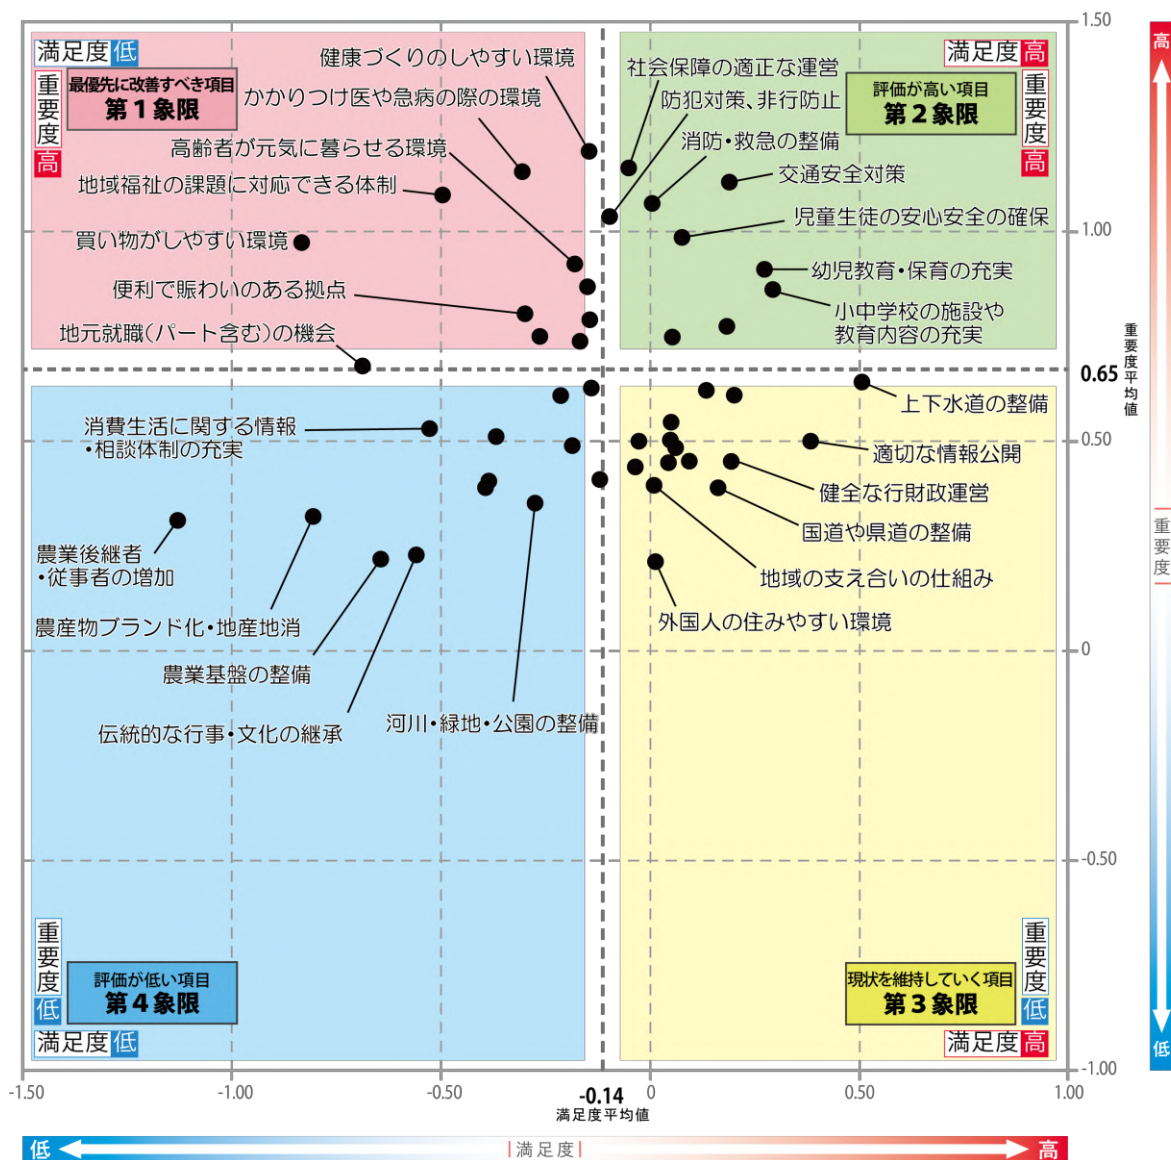 満足度 低
重要度 高
最優先に改善すべき項目
第1象限
健康づくりのしやすい環境
かかりつけ医や急病の際の環境
高齢者が元気に暮らせる環境
地域福祉の課題に対応できる体制
買い物がしやすい環境
便利で賑わいのある拠点
地元就職(パート含む)の機会
満足度 高
重要度 高
評価が高い項目
第2象限
社会保障の適正な運営
防犯対策、非行防止
消防・救急の整備
交通安全対策
児童生徒の安心安全の確保
幼児教育・保育の充実
小中学校の施設や
教育内容の充実
消費生活に関する情報
・相談体制の充実
農業後継者
・従事者の増加
農産物ブランド化・地産地消
農業基盤の整備
伝統的な行事・文化の継承
河川・緑地・公園の整備
重要度 低
評価が低い項目
第4象限
満足度 低
上下水道の整備
適切な情報公開
健全な行財政運営
国道や県道の整備
地域の支え合いの仕組み
外国人の住みやすい環境
重要度 低
現状を維持していく項目
第3象限
満足度 高
1.50
1.00
0.65
重要度平均値
0.50
0
-0.50
-1.00
高
重要度
低
-1.50
-1.00
-0.50
-0.14
満足度平均値
0
0.50
1.00
低
満足度
高